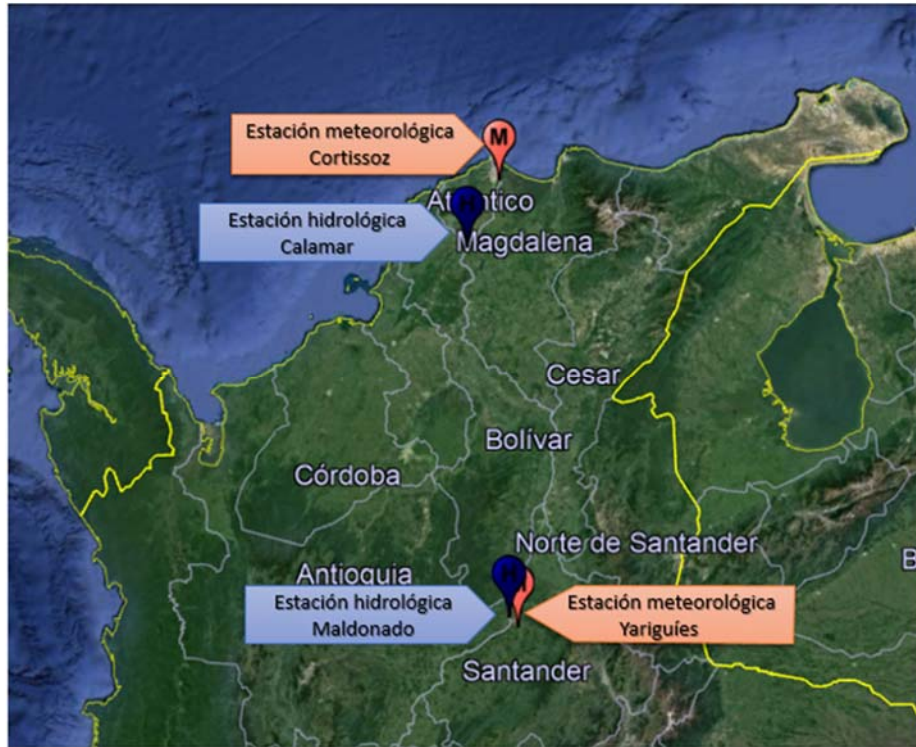 Estación meteorológica
Cortissoz
M
Estación hidrológica
Calamar
H
Magdalena
Cesar
Bolívar
Córdoba
Norte de Santander
Antioquia
H
B
Estación hidrológica
Maldonado
Estación meteorológica
Yariguíes
Santander